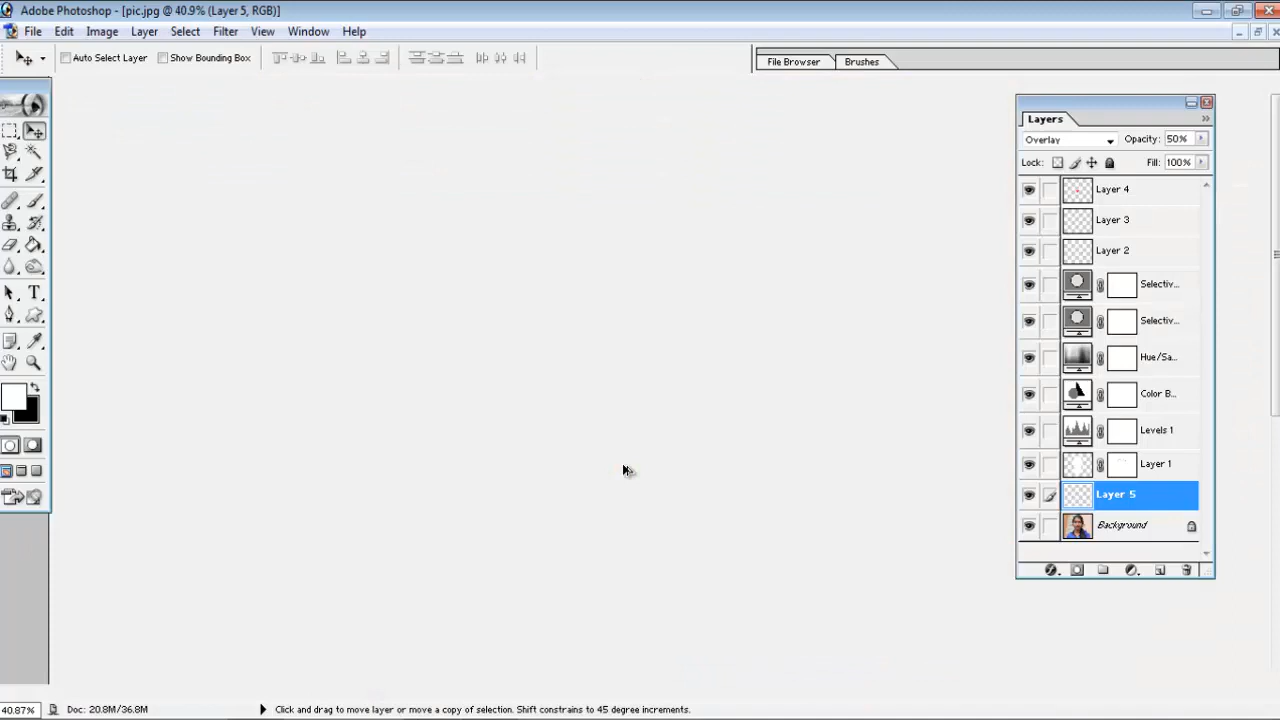 Adobe Photoshop - [pic.jpg @ 40.9% (Layer 5, RGB)]
File Edit Image Layer Select Filter View Window Help
Auto Select Layer Show Bounding Box File Browser Brushes
Layers
Overlay Opacity: 50%
Lock: Fill: 100%
Layer 4
Layer 3
Layer 2
Selectiv...
Selectiv...
Hue/Sa...
Color B...
Levels 1
Layer 1
Layer 5
Background
T
40.87% Doc: 20.8M/36.8M Click and drag to move layer or move a copy of selection. Shift constrains to 45 degree increments.